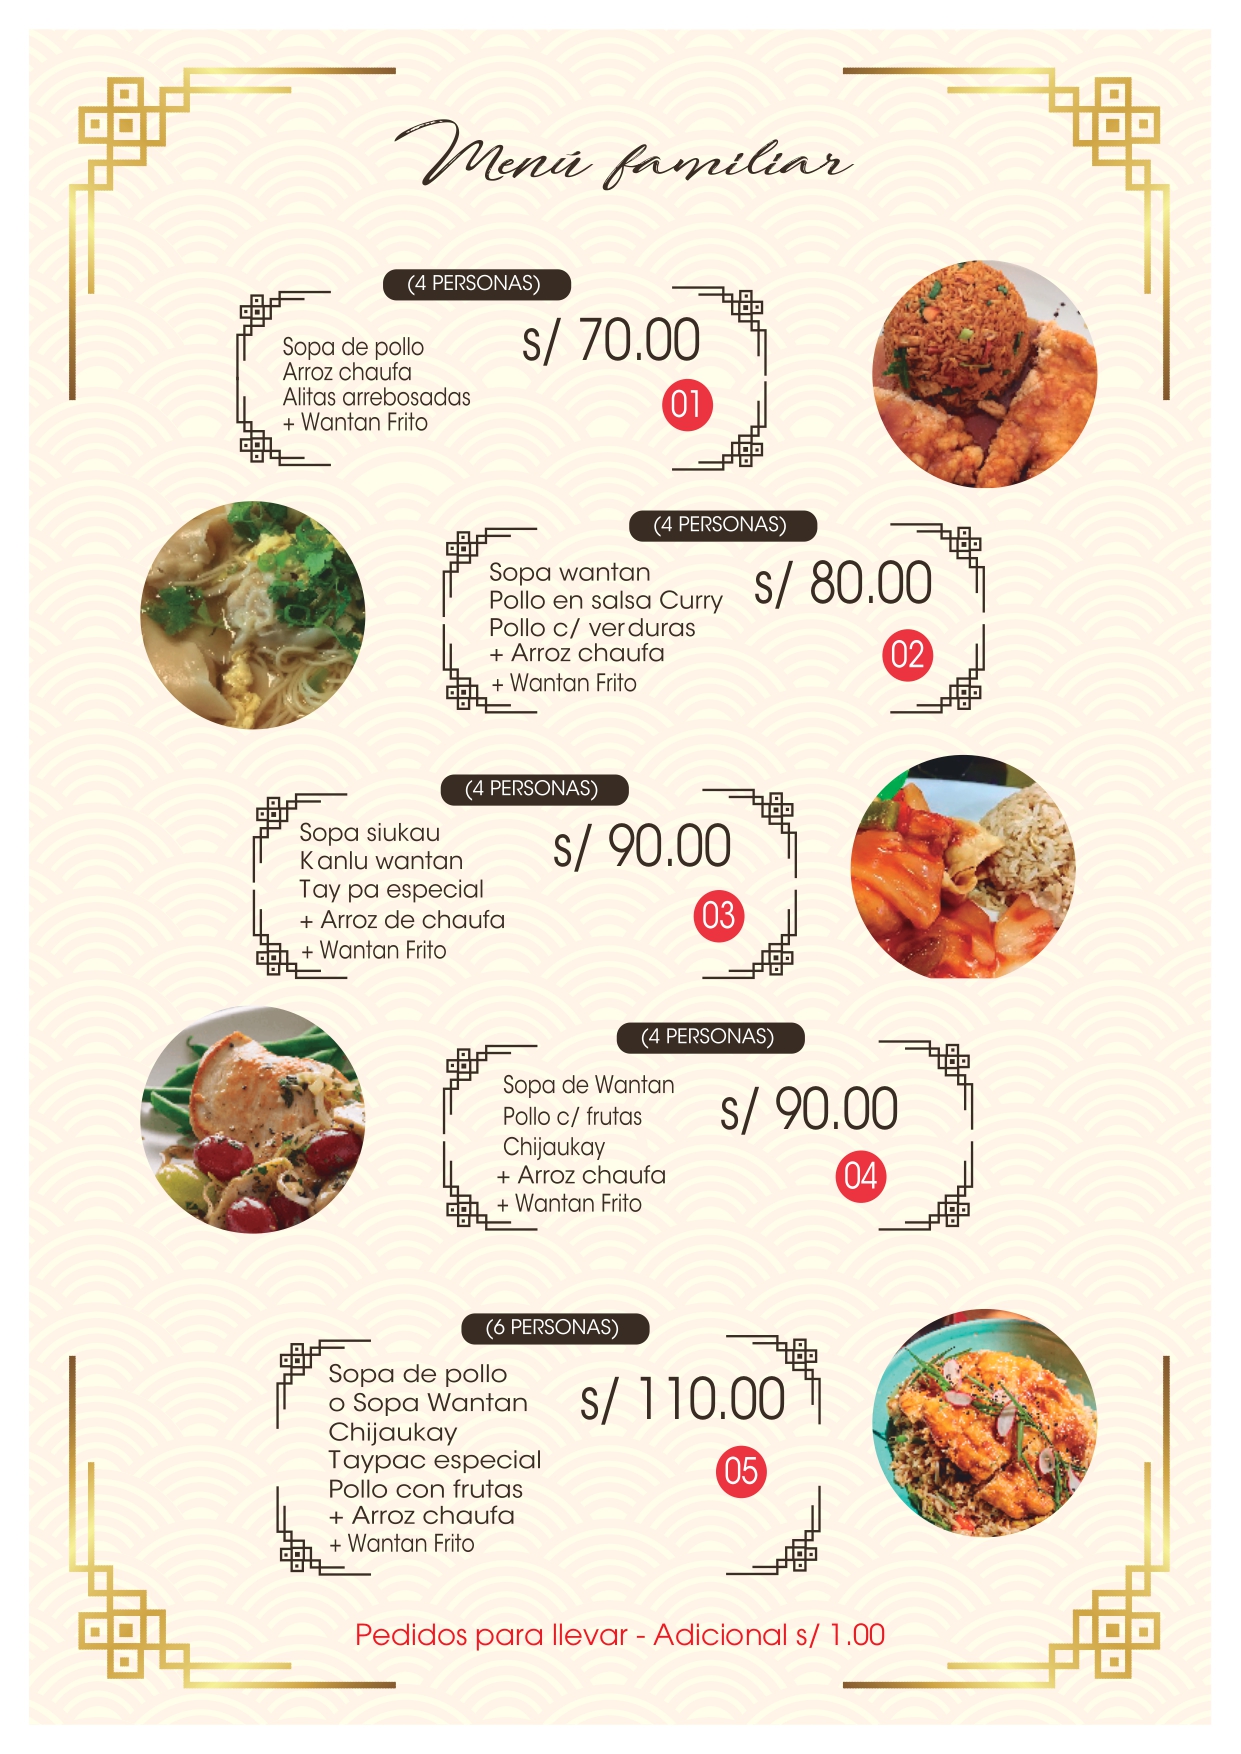 Menú familiar
(4 PERSONAS)
s/ 70.00
Sopa de pollo
Arroz chaufa
Alitas arrebosadas
+ Wantan Frito
01
(4 PERSONAS)
s/ 80.00
Sopa wantan
Pollo en salsa Curry
Pollo c/ verduras
+ Arroz chaufa
+ Wantan Frito
02
(4 PERSONAS)
s/ 90.00
Sopa siukau
Kanlu wantan
Tay pa especial
+ Arroz de chaufa
+ Wantan Frito
03
(4 PERSONAS)
s/ 90.00
Sopa de Wantan
Pollo c/ frutas
Chijaukay
+ Arroz chaufa
+ Wantan Frito
04
(6 PERSONAS)
s/ 110.00
Sopa de pollo
o Sopa Wantan
Chijaukay
Taypac especial
Pollo con frutas
+ Arroz chaufa
+ Wantan Frito
05
Pedidos para llevar - Adicional s/ 1.00